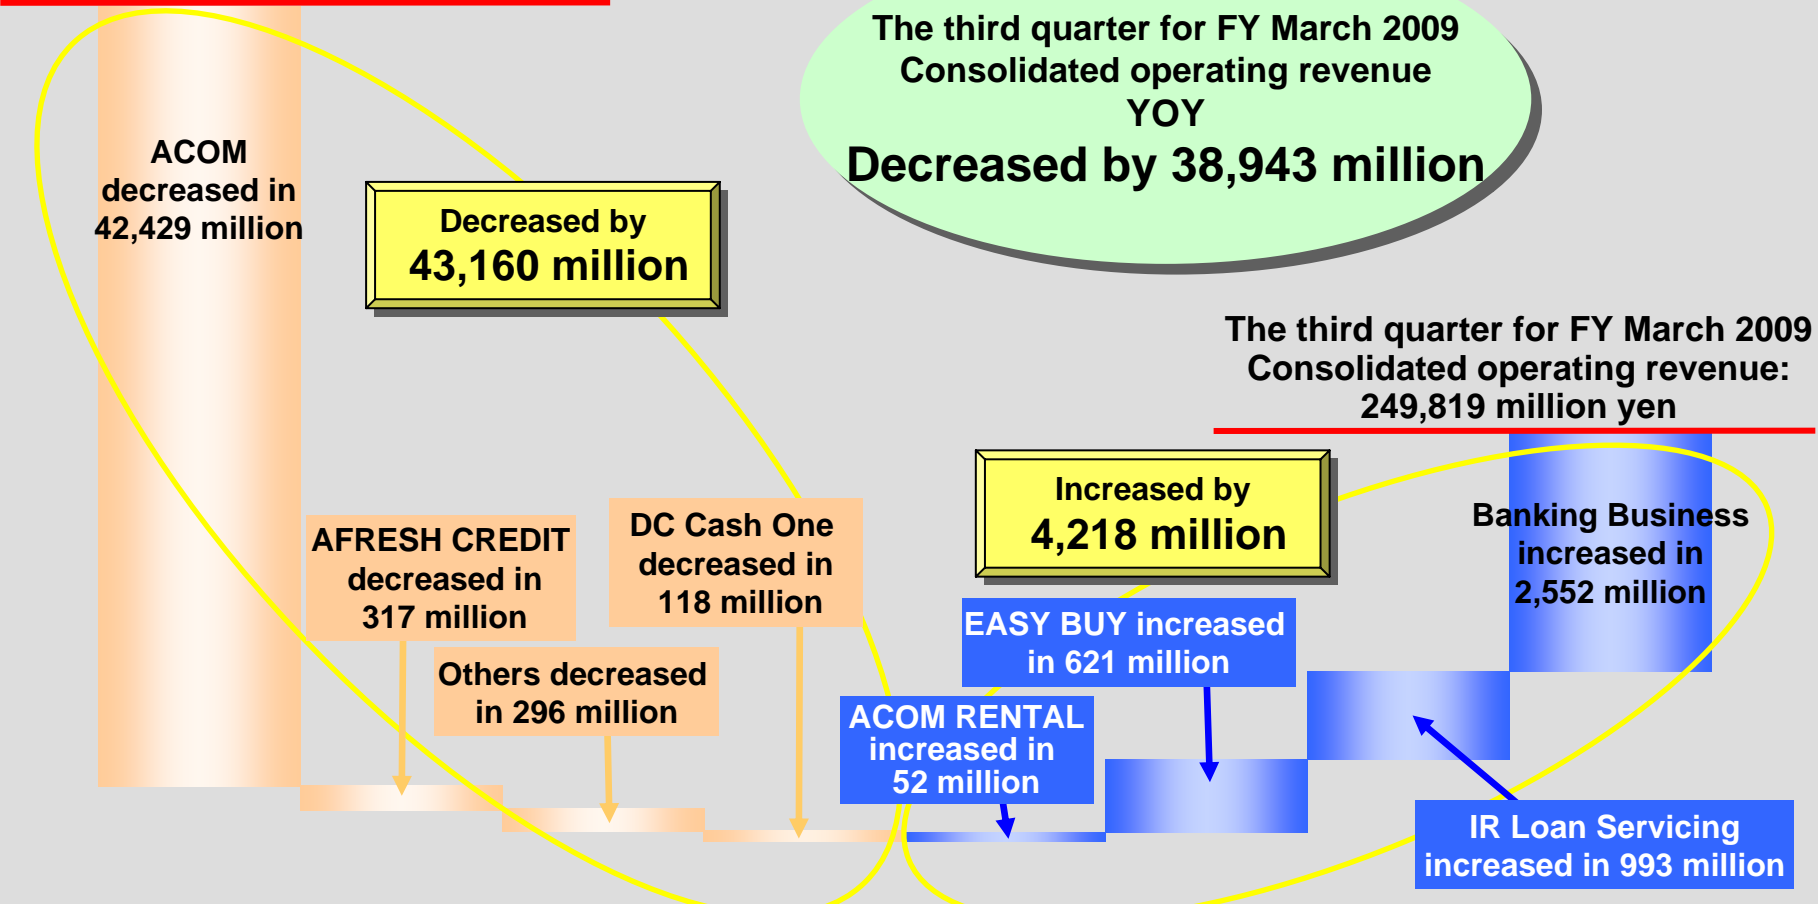 The third quarter for FY March 2009
Consolidated operating revenue
YOY
Decreased by 38,943 million
ACOM
decreased in
42,429 million
Decreased by
43,160 million
The third quarter for FY March 2009
Consolidated operating revenue:
249,819 million yen
AFRESH CREDIT
decreased in
317 million
DC Cash One
decreased in
118 million
Increased by
4,218 million
Banking Business
increased in
2,552 million
Others decreased
in 296 million
EASY BUY increased
in 621 million
ACOM RENTAL
increased in
52 million
IR Loan Servicing
increased in 993 million